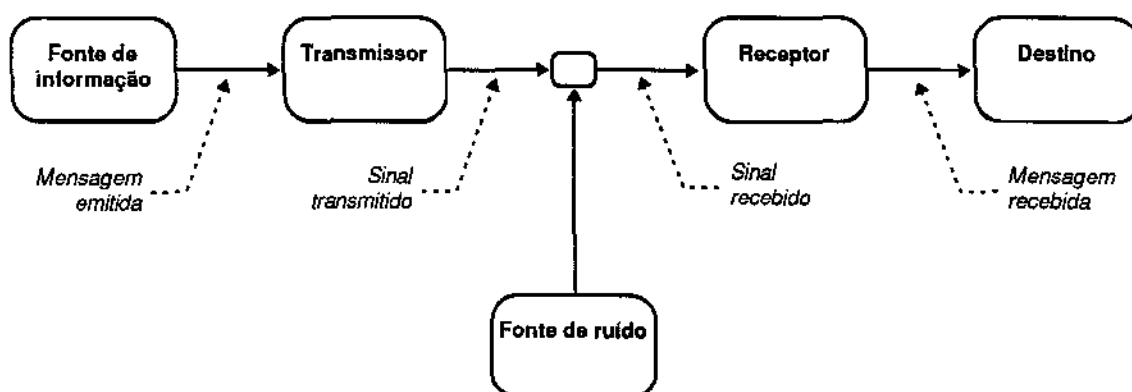 Fonte de
informação
Transmissor
Receptor
Destino
Mensagem
emitida
Sinal
transmitido
Sinal
recebido
Mensagem
recebida
Fonte de ruído